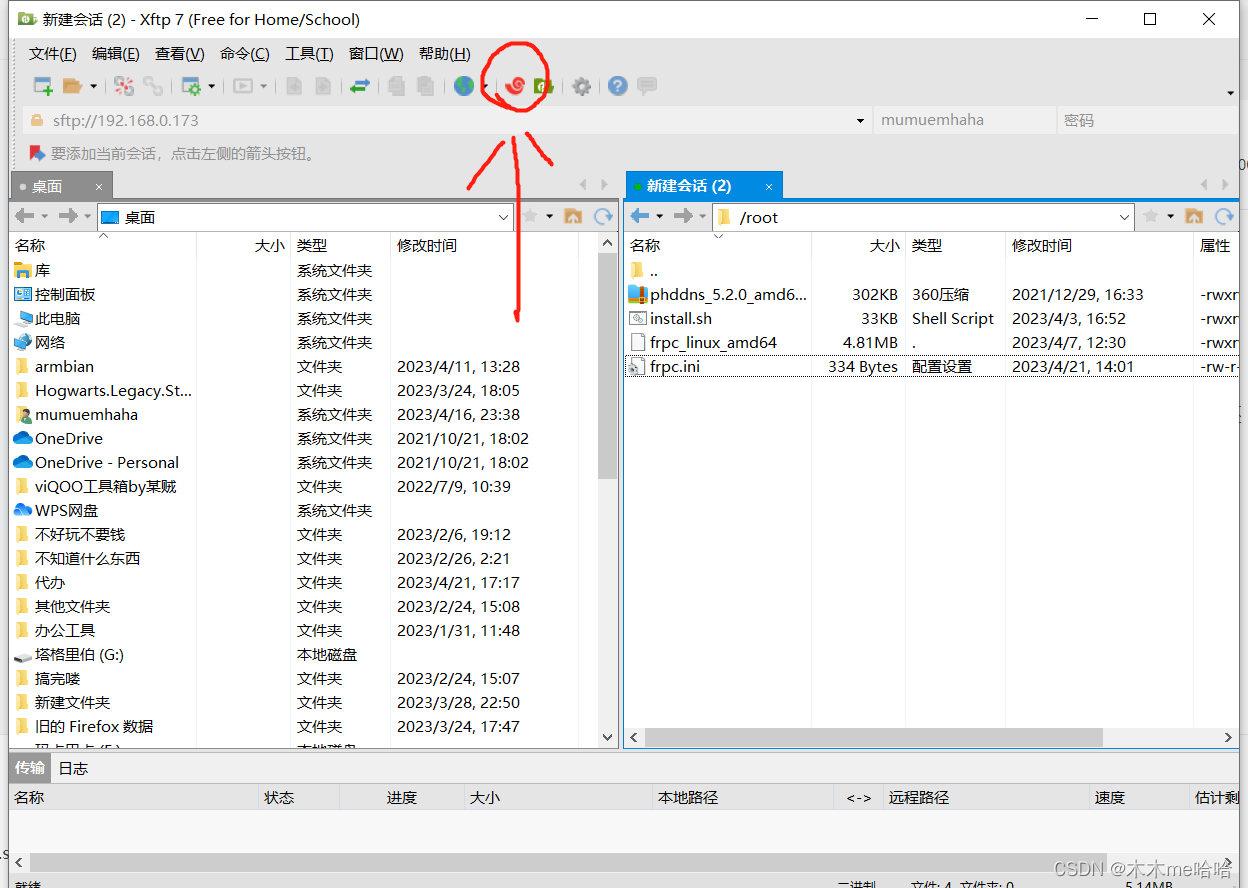 新建会话 (2) - Xftp 7 (Free for Home/School)
文件(F) 编辑(E) 查看(V) 命令(C) 工具(T) 窗口(W) 帮助(H)
sftp://192.168.0.173 mumuemhaha 密码
要添加当前会话，点击左侧的箭头按钮。
桌面 ×
桌面
名称 大小 类型 修改时间
库 系统文件夹
控制面板 系统文件夹
此电脑 系统文件夹
网络 系统文件夹
armbian 文件夹 2023/4/11, 13:28
Hogwarts.Legacy.St... 文件夹 2023/3/24, 18:05
mumuemhaha 系统文件夹 2023/4/16, 23:38
OneDrive 系统文件夹 2021/10/21, 18:02
OneDrive - Personal 系统文件夹 2021/10/21, 18:02
viQOO工具箱by某贼 文件夹 2022/7/9, 10:39
WPS网盘 系统文件夹
不好玩不要钱 文件夹 2023/2/6, 19:12
不知道什么东西 文件夹 2023/2/26, 2:21
代办 文件夹 2023/4/21, 17:17
其他文件夹 文件夹 2023/2/24, 15:08
办公工具 文件夹 2023/1/31, 11:48
塔格里伯 (G:) 本地磁盘
搞完喽 文件夹 2023/2/24, 15:07
新建文件夹 文件夹 2023/3/28, 22:50
旧的 Firefox 数据 文件夹 2023/3/24, 17:47
新建会话 (2) ×
/root
名称 大小 类型 修改时间 属性
..
phddns_5.2.0_amd6... 302KB 360压缩 2021/12/29, 16:33 -rwxr
install.sh 33KB Shell Script 2023/4/3, 16:52 -rwxr
frpc_linux_amd64 4.81MB . 2023/4/7, 12:30 -rwxr
frpc.ini 334 Bytes 配置设置 2023/4/21, 14:01 -rw-r-
传输 日志
名称 状态 进度 大小 本地路径 <-> 远程路径 速度 估计剩
就绪 二进制 文件: 4, 文件夹: 0 5.14MB
CSDN @木木me哈哈